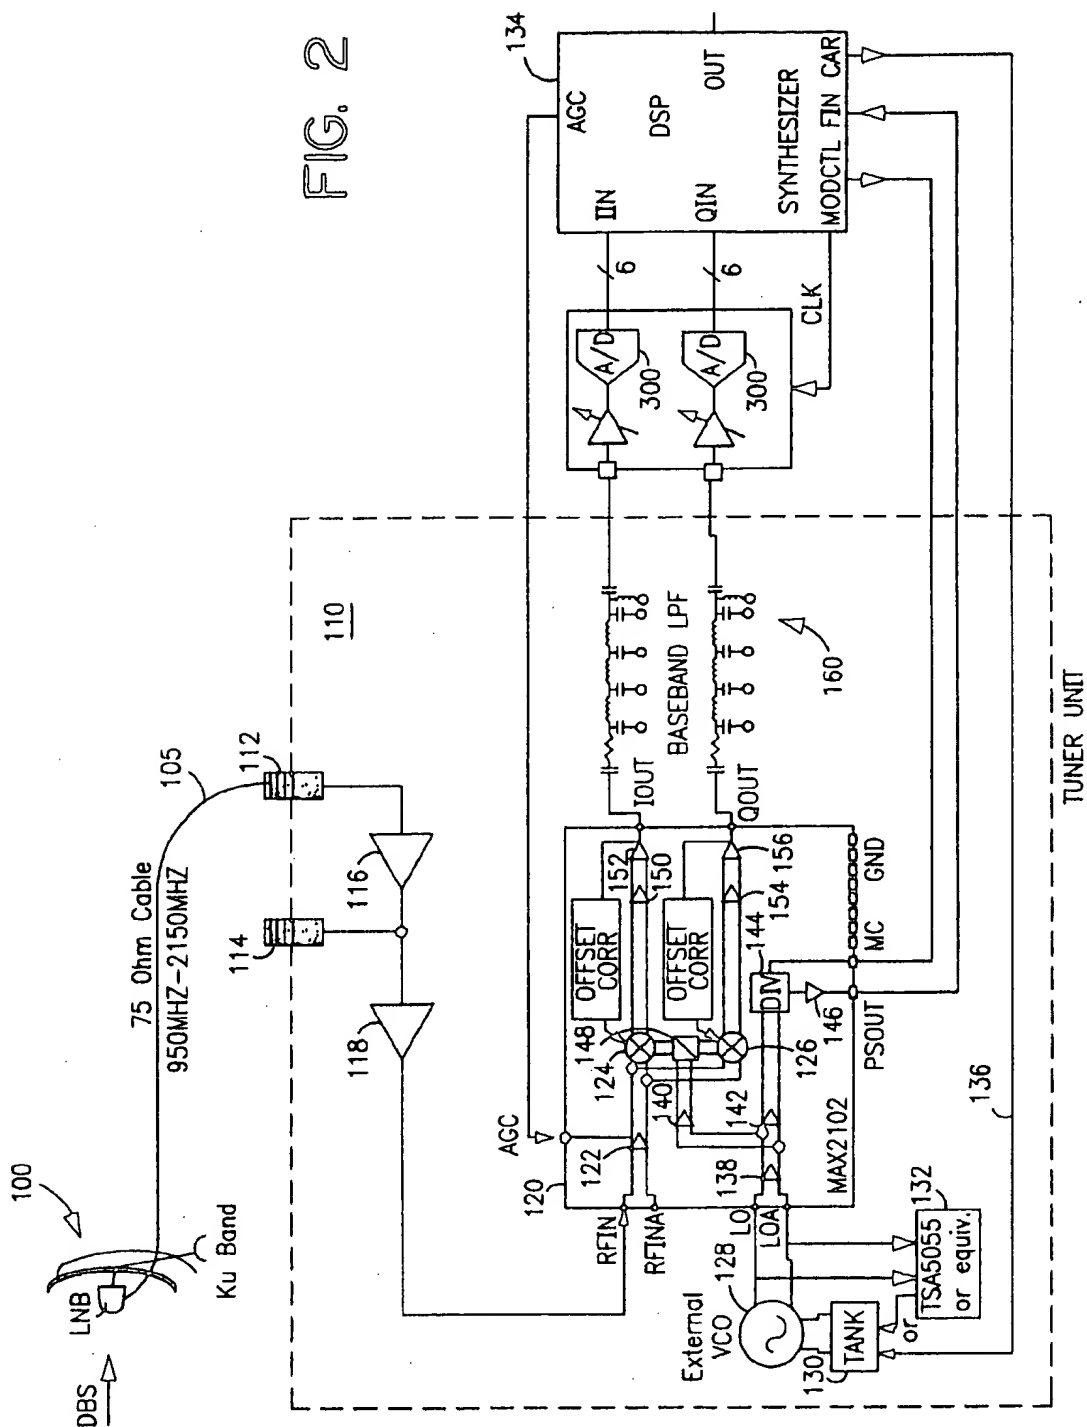 FIG. 2
DBS
LNB
100
Ku Band
75 Ohm Cable
950MHZ-2150MHZ
105
112
114
116
118
110
AGC
120
RFIN
RFINA
122
124
148
OFFSET
CORR
152
150
IOUT
OFFSET
CORR
140
126
154
156
QOUT
LO
LOA
138
142
DIV
144
146
MAX2102
PSOUT
MC
GND
External
VCO
128
TANK
130
or
TSA5055
or equiv.
132
136
BASEBAND LPF
160
A/D
300
A/D
300
6
6
CLK
134
AGC
IIN
DSP
QIN
OUT
SYNTHESIZER
MODCTL FIN CAR
TUNER UNIT